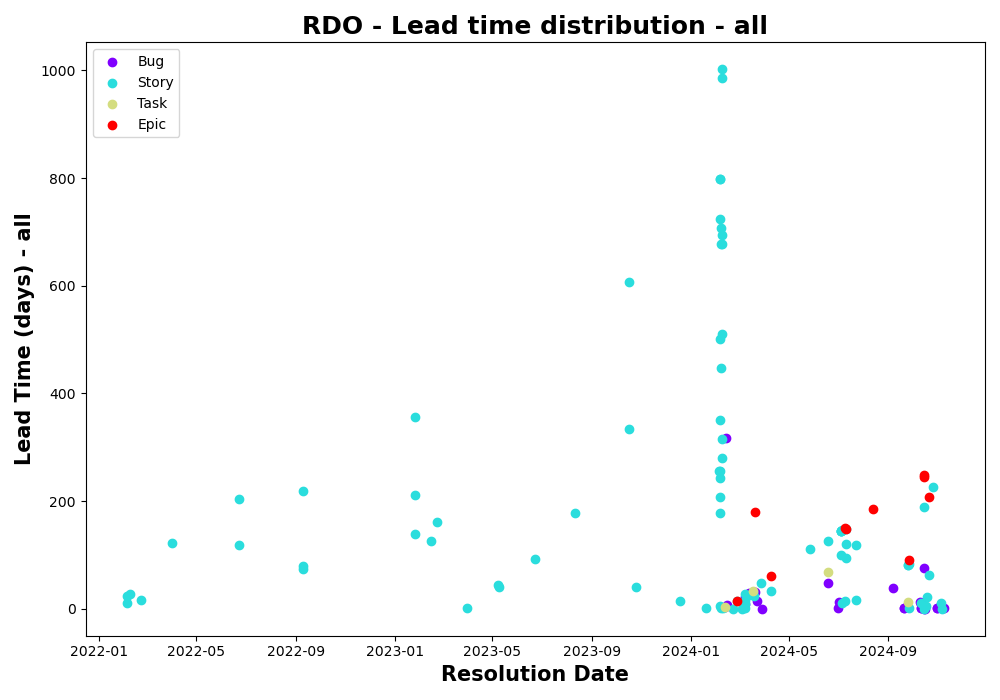 RDO - Lead time distribution - all
Bug
Story
Task
Epic
Lead Time (days) - all
1000
800
600
400
200
0
2022-01 2022-05 2022-09 2023-01 2023-05 2023-09 2024-01 2024-05 2024-09
Resolution Date